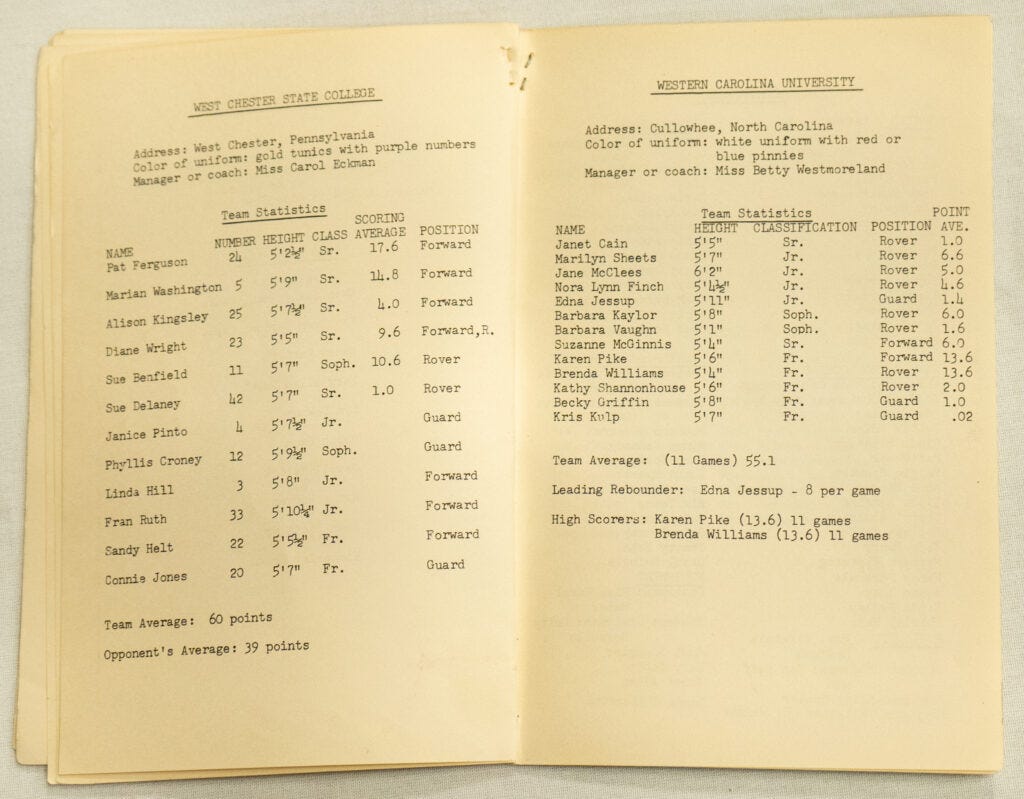 WEST CHESTER STATE COLLEGE
Address: West Chester, Pennsylvania
Color of uniform: gold tunics with purple numbers
Manager or coach: Miss Carol Eckman
Team Statistics
NAME NUMBER HEIGHT CLASS SCORING AVERAGE POSITION
Pat Ferguson 24 5'2½" Sr. 17.6 Forward
Marian Washington 5 5'9" Sr. 14.8 Forward
Alison Kingsley 25 5'7½" Sr. 4.0 Forward
Diane Wright 23 5'5" Sr. 9.6 Forward,R.
Sue Benfield 11 5'7" Soph. 10.6 Rover
Sue Delaney 42 5'7" Sr. 1.0 Rover
Janice Pinto 4 5'7½" Jr. Guard
Phyllis Croney 12 5'9½" Soph. Guard
Linda Hill 3 5'8" Jr. Forward
Fran Ruth 33 5'10¼" Jr. Forward
Sandy Helt 22 5'5½" Fr. Forward
Connie Jones 20 5'7" Fr. Guard
Team Average: 60 points
Opponent's Average: 39 points
WESTERN CAROLINA UNIVERSITY
Address: Cullowhee, North Carolina
Color of uniform: white uniform with red or
blue pinnies
Manager or coach: Miss Betty Westmoreland
Team Statistics
NAME HEIGHT CLASSIFICATION POSITION POINT AVE.
Janet Cain 5'5" Sr. Rover 1.0
Marilyn Sheets 5'7" Jr. Rover 6.6
Jane McClees 6'2" Jr. Rover 5.0
Nora Lynn Finch 5'4½" Jr. Rover 4.6
Edna Jessup 5'11" Jr. Guard 1.4
Barbara Kaylor 5'8" Soph. Rover 6.0
Barbara Vaughn 5'1" Soph. Rover 1.6
Suzanne McGinnis 5'4" Sr. Forward 6.0
Karen Pike 5'6" Fr. Forward 13.6
Brenda Williams 5'4" Fr. Rover 13.6
Kathy Shannonhouse 5'6" Fr. Rover 2.0
Becky Griffin 5'8" Fr. Guard 1.0
Kris Kulp 5'7" Fr. Guard .02
Team Average: (11 Games) 55.1
Leading Rebounder: Edna Jessup - 8 per game
High Scorers: Karen Pike (13.6) 11 games
Brenda Williams (13.6) 11 games